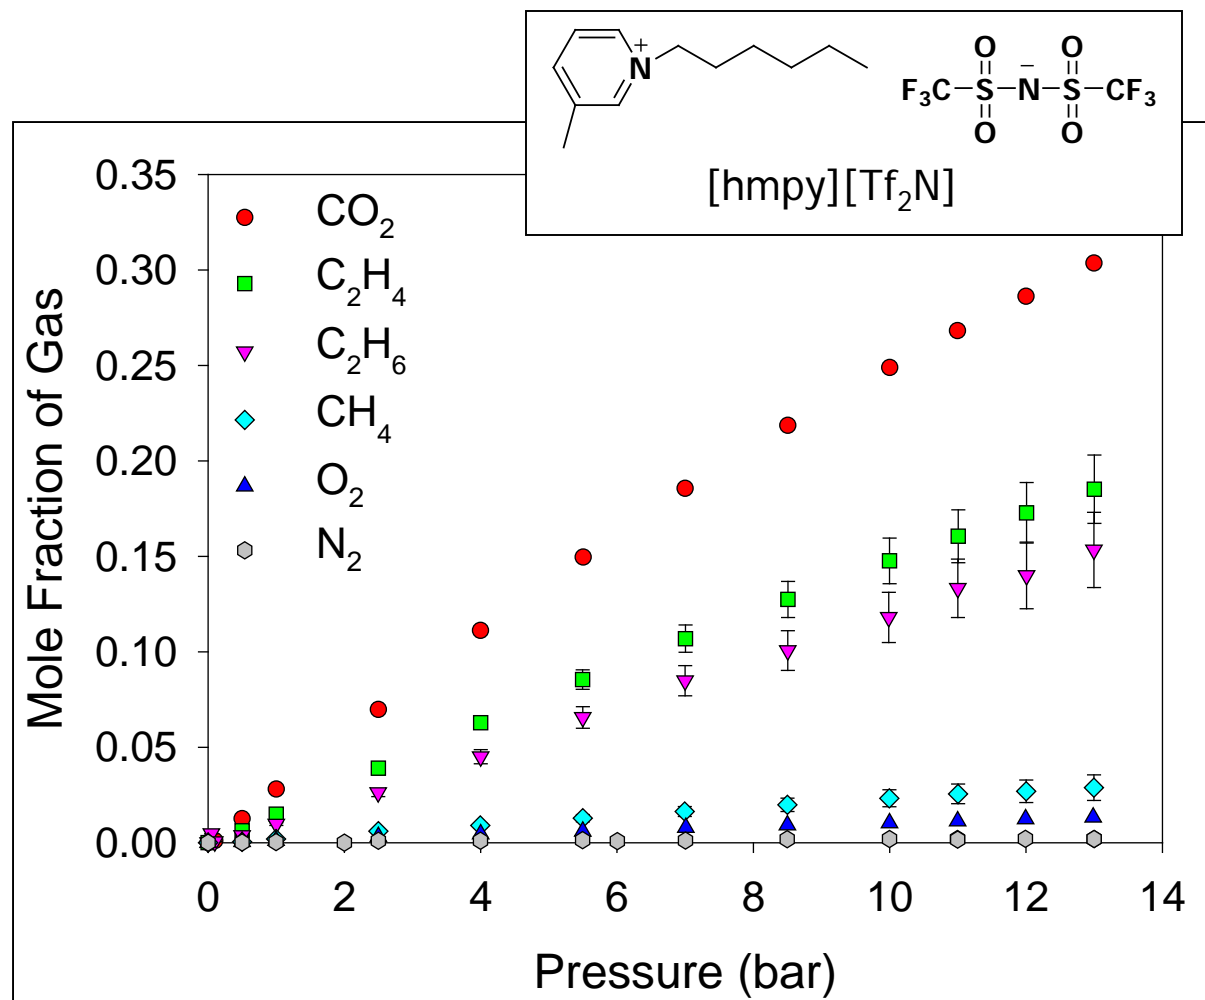 +
N
O O
−
F₃C S N S CF₃
O O
[hmpy][Tf₂N]
0.35
0.30
0.25
0.20
0.15
0.10
0.05
0.00
CO₂
C₂H₄
C₂H₆
CH₄
O₂
N₂
Mole Fraction of Gas
0 2 4 6 8 10 12 14
Pressure (bar)